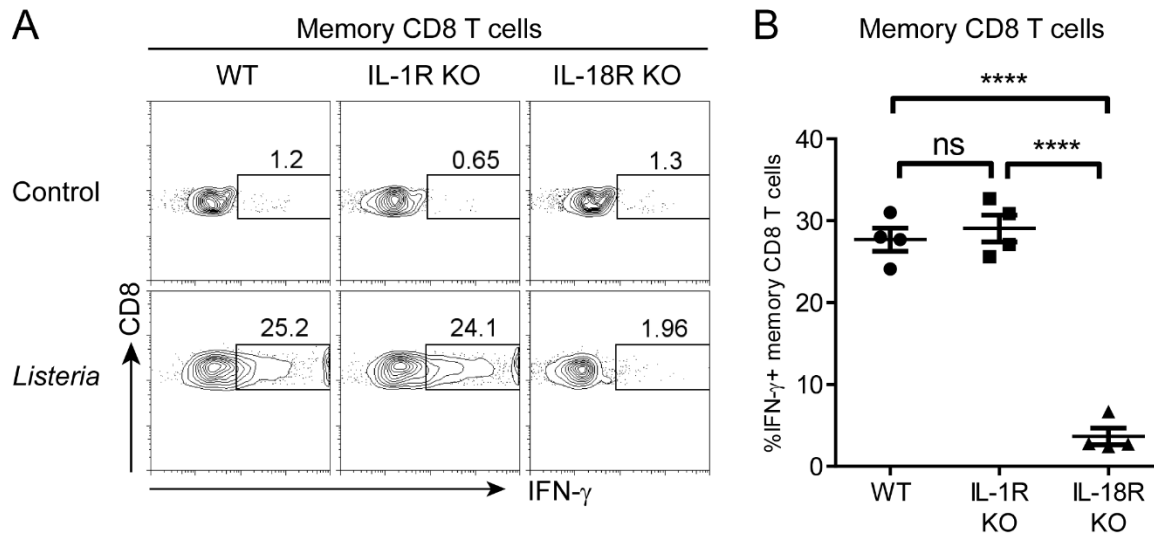 A
Memory CD8 T cells
WT
IL-1R KO
IL-18R KO
Control
1.2
0.65
1.3
Listeria
25.2
24.1
1.96
CD8
IFN-γ
B
Memory CD8 T cells
****
ns
****
%IFN-γ+ memory CD8 T cells
40
30
20
10
0
WT
IL-1R
KO
IL-18R
KO